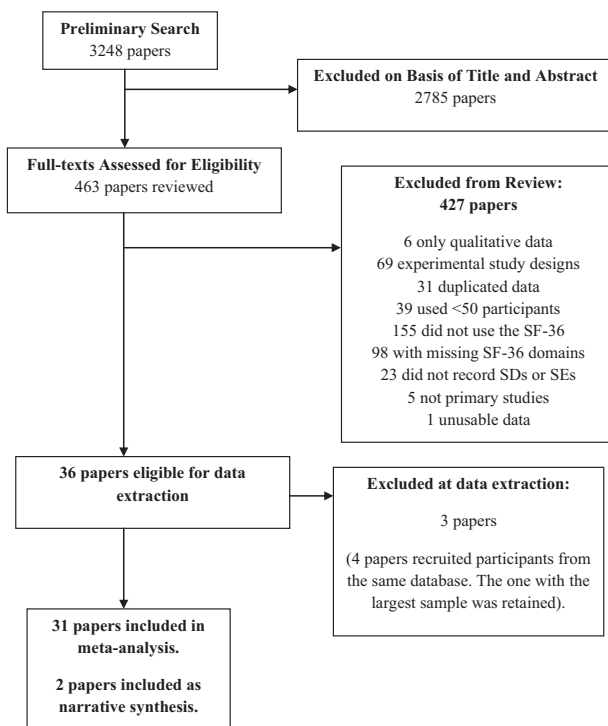 Preliminary Search
3248 papers
Excluded on Basis of Title and Abstract
2785 papers
Full-texts Assessed for Eligibility
463 papers reviewed
Excluded from Review:
427 papers
6 only qualitative data
69 experimental study designs
31 duplicated data
39 used <50 participants
155 did not use the SF-36
98 with missing SF-36 domains
23 did not record SDs or SEs
5 not primary studies
1 unusable data
36 papers eligible for data
extraction
Excluded at data extraction:
3 papers
(4 papers recruited participants from
the same database. The one with the
largest sample was retained).
31 papers included in
meta-analysis.
2 papers included as
narrative synthesis.